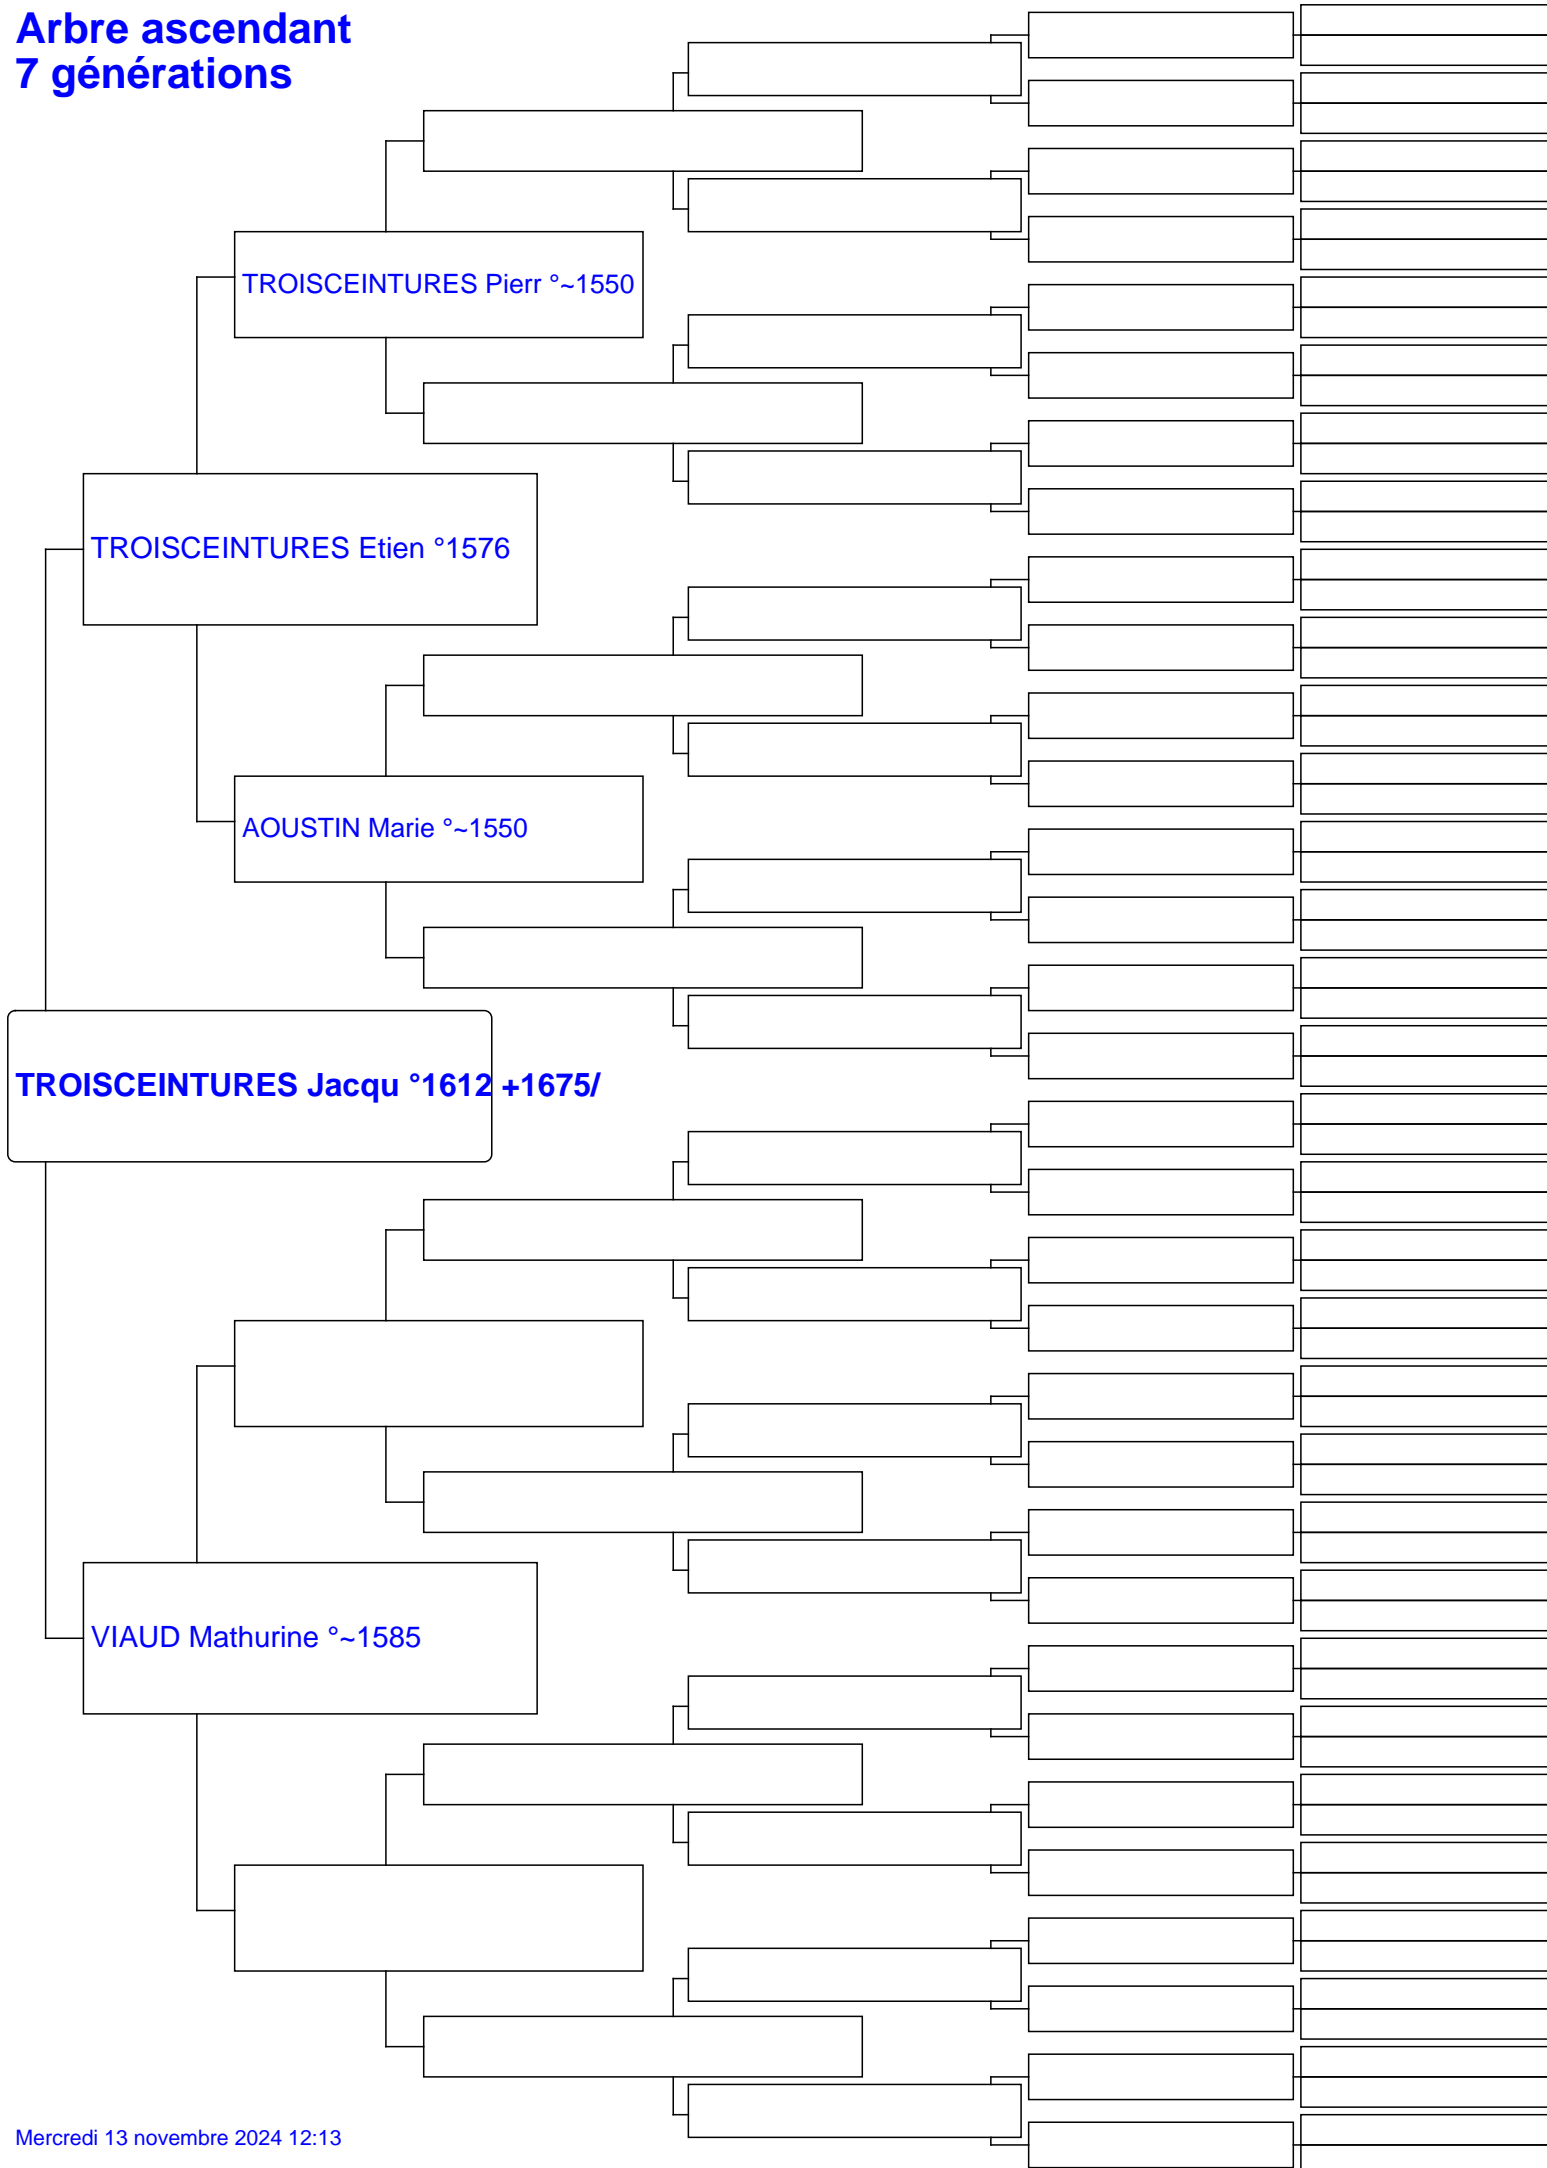 Arbre ascendant
7 générations
TROISCEINTURES Pierr °~1550
TROISCEINTURES Etien °1576
AOUSTIN Marie °~1550
TROISCEINTURES Jacqu °1612 +1675/
VIAUD Mathurine °~1585
Mercredi 13 novembre 2024 12:13